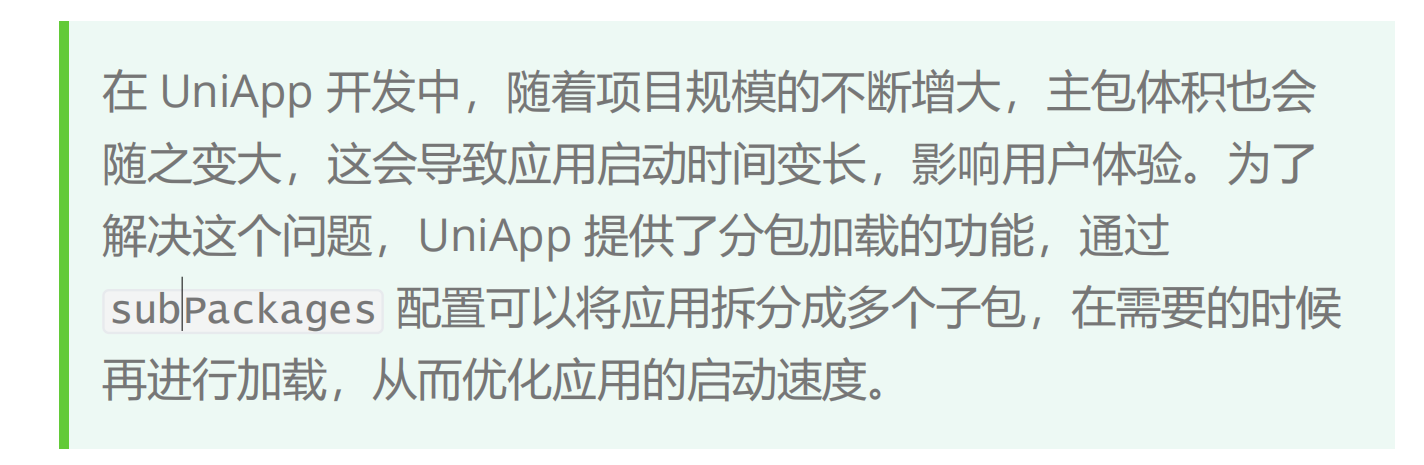 在 UniApp 开发中，随着项目规模的不断增大，主包体积也会
随之变大，这会导致应用启动时间变长，影响用户体验。为了
解决这个问题，UniApp 提供了分包加载的功能，通过
subPackages 配置可以将应用拆分成多个子包，在需要的时候
再进行加载，从而优化应用的启动速度。